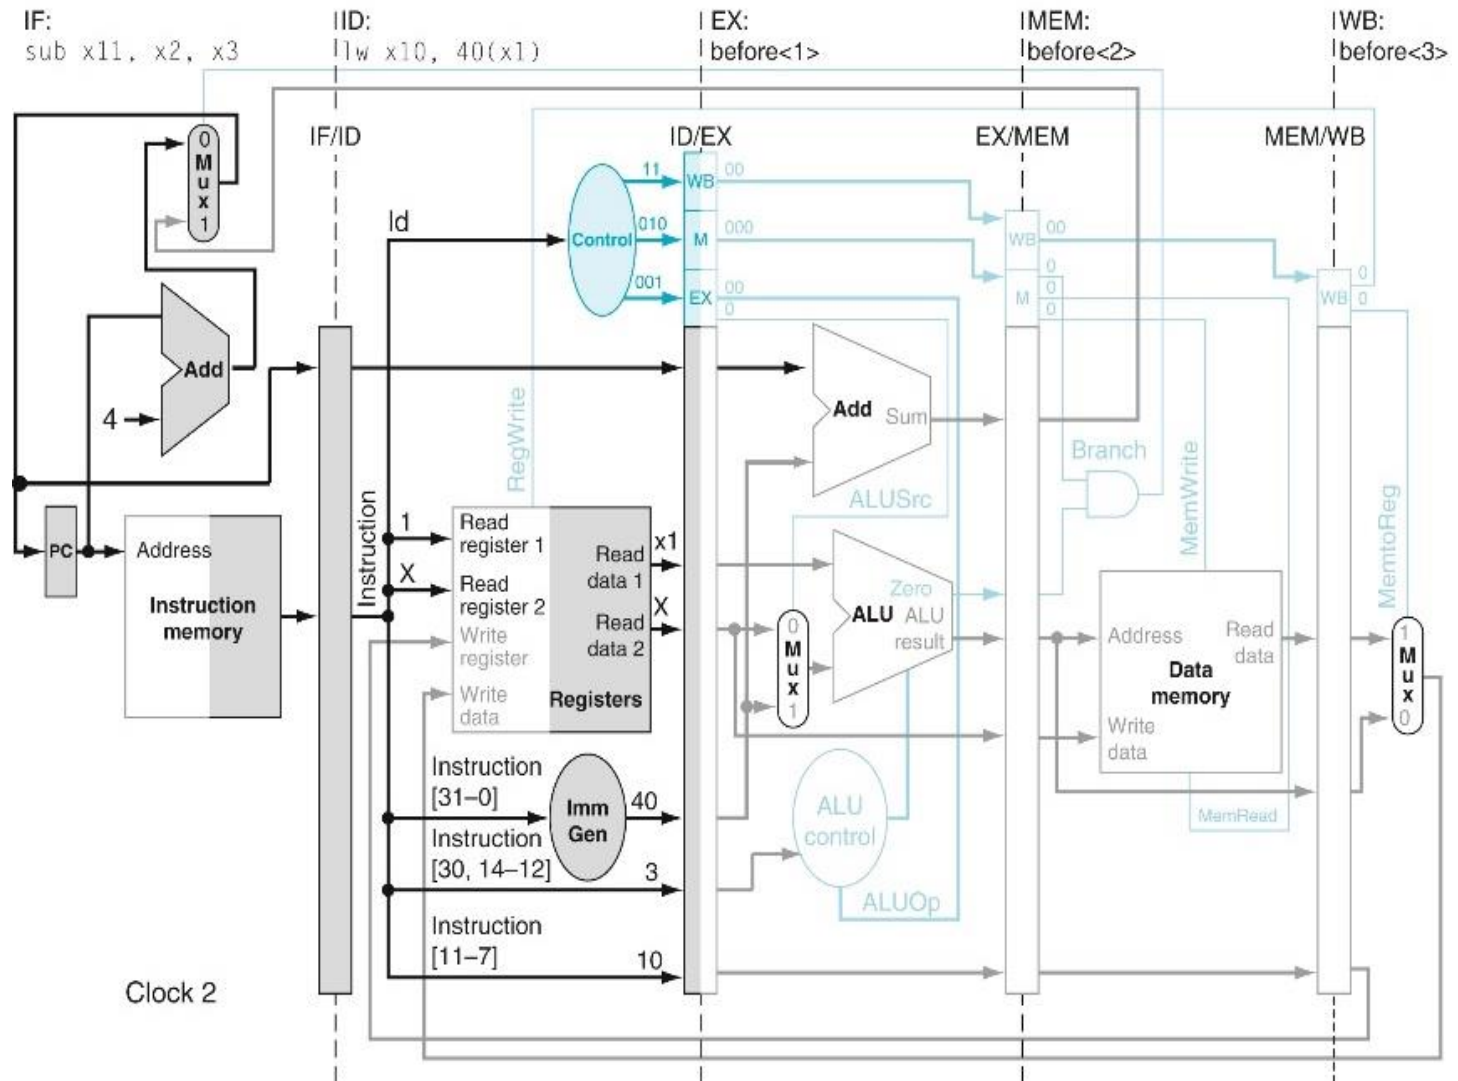 IF:
sub x11, x2, x3
ID:
lw x10, 40(x1)
EX:
before<1>
MEM:
before<2>
WB:
before<3>
IF/ID
ID/EX
EX/MEM
MEM/WB
0
M
u
x
1
ld
Control
11
010
001
WB
M
EX
00
000
00
0
WB
M
00
0
0
0
WB
0
0
Add
4
RegWrite
Add
Sum
ALUSrc
Branch
MemWrite
MemtoReg
PC
Address
Instruction
memory
Instruction
1
X
Read
register 1
Read
register 2
Write
register
Write
data
Read
data 1
Read
data 2
Registers
x1
X
0
M
u
x
1
Zero
ALU
ALU
result
Address
Read
data
Data
memory
Write
data
MemRead
1
M
u
x
0
Instruction
[31–0]
Imm
Gen
40
Instruction
[30, 14–12]
3
Instruction
[11–7]
10
ALU
control
ALUOp
Clock 2